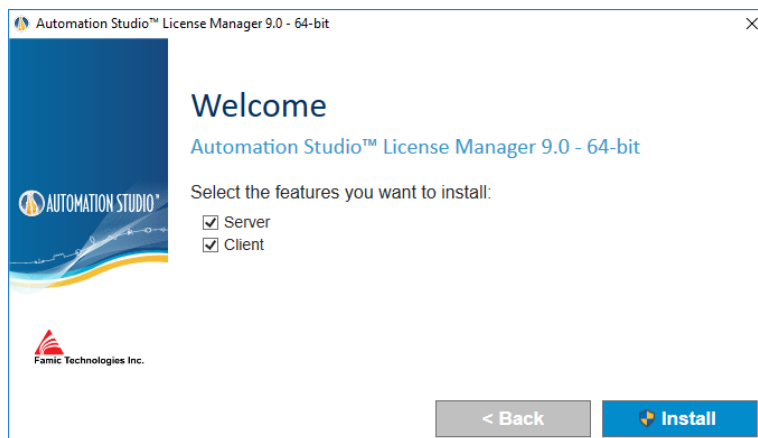 Automation Studio™ License Manager 9.0 - 64-bit
Welcome
Automation Studio™ License Manager 9.0 - 64-bit
Select the features you want to install:
Server
Client
AUTOMATION STUDIO™
Famic Technologies Inc.
< Back
Install